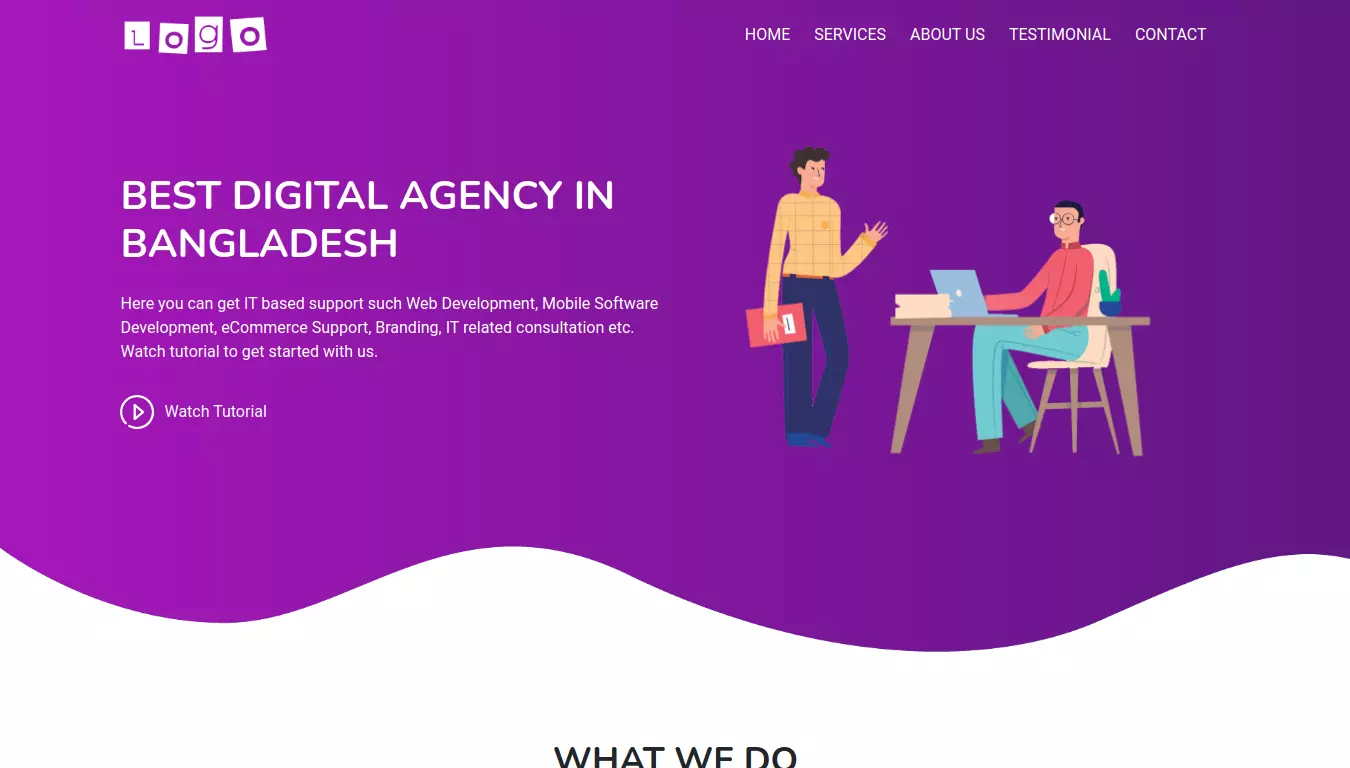 Logo
HOME SERVICES ABOUT US TESTIMONIAL CONTACT
BEST DIGITAL AGENCY IN
BANGLADESH
Here you can get IT based support such Web Development, Mobile Software
Development, eCommerce Support, Branding, IT related consultation etc.
Watch tutorial to get started with us.
Watch Tutorial
WHAT WE DO